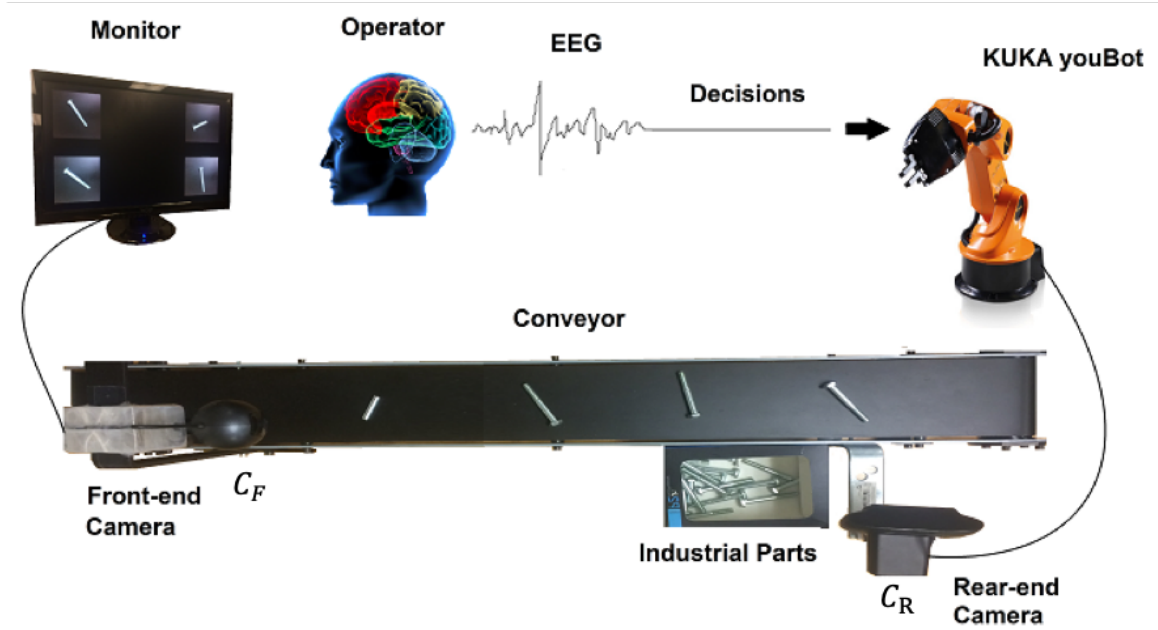 Monitor
Operator
EEG
Decisions
KUKA youBot
Conveyor
Front-end
Camera
C_F
Industrial Parts
C_R
Rear-end
Camera